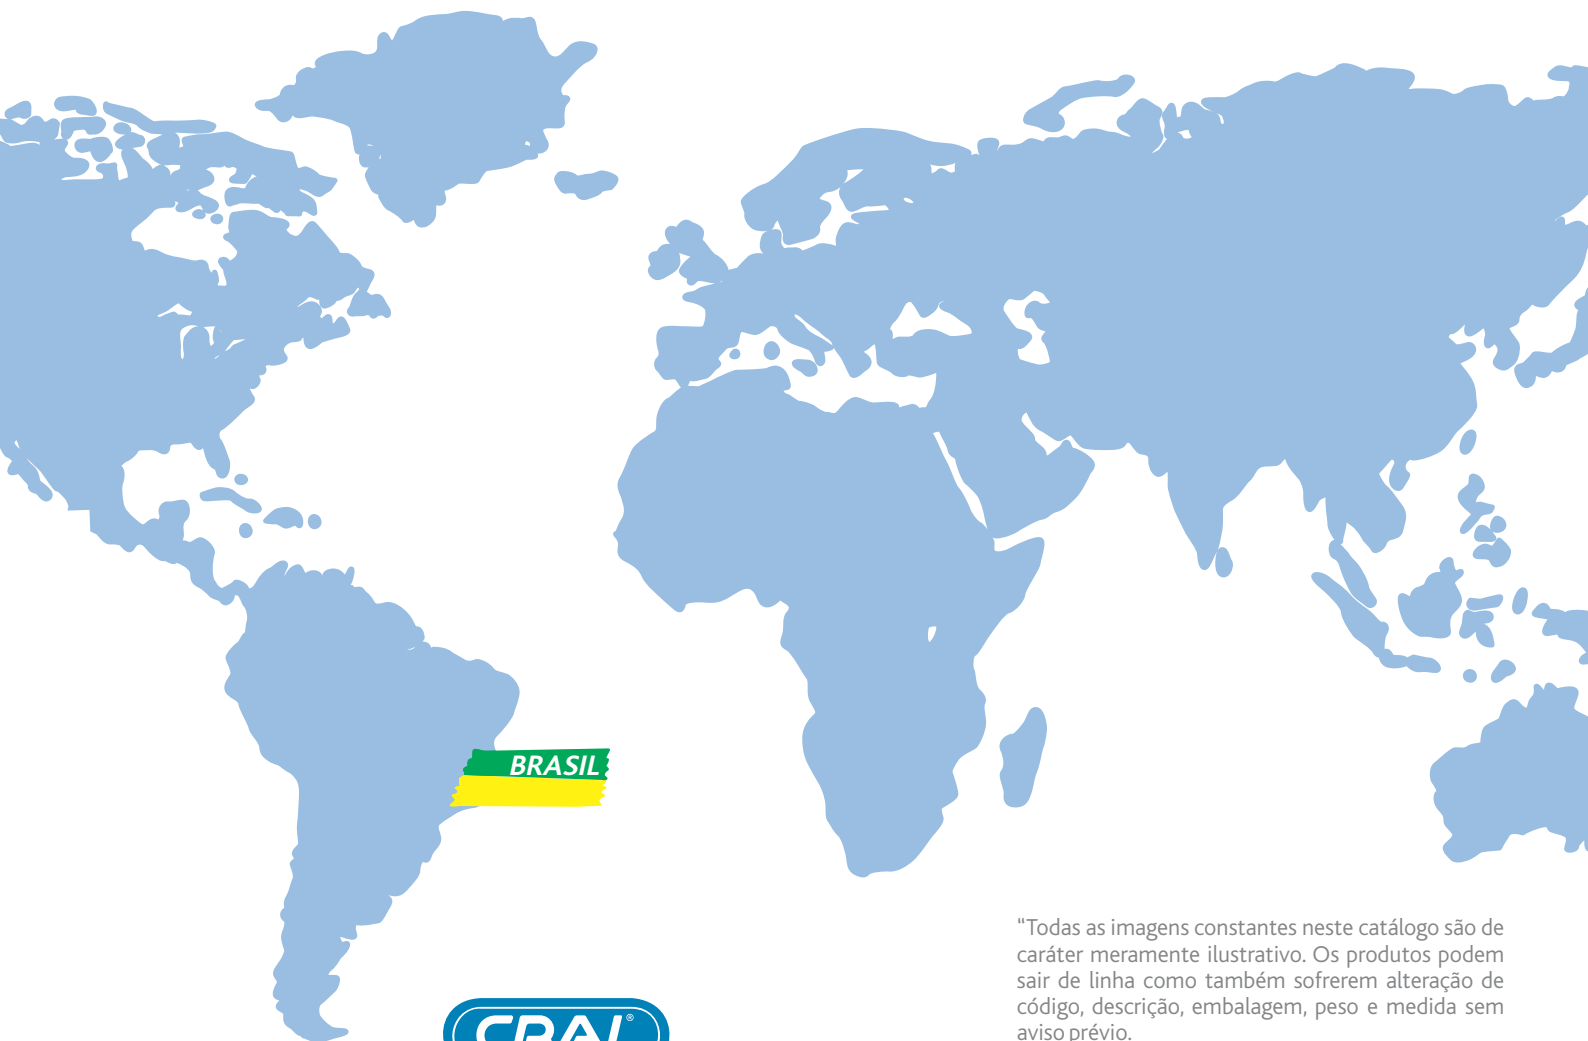 BRASIL
“Todas as imagens constantes neste catálogo são de
caráter meramente ilustrativo. Os produtos podem
sair de linha como também sofrerem alteração de
código, descrição, embalagem, peso e medida sem
aviso prévio.
CRAL®